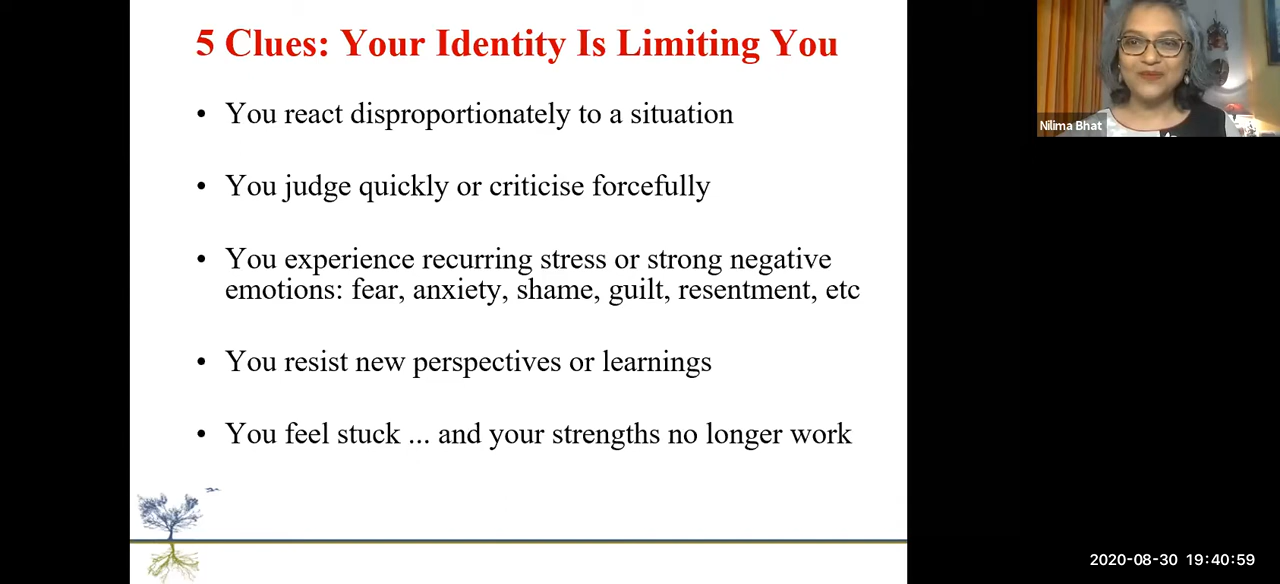 5 Clues: Your Identity Is Limiting You
• You react disproportionately to a situation
• You judge quickly or criticise forcefully
• You experience recurring stress or strong negative
emotions: fear, anxiety, shame, guilt, resentment, etc
• You resist new perspectives or learnings
• You feel stuck ... and your strengths no longer work
Nilima Bhat
2020-08-30 19:40:59